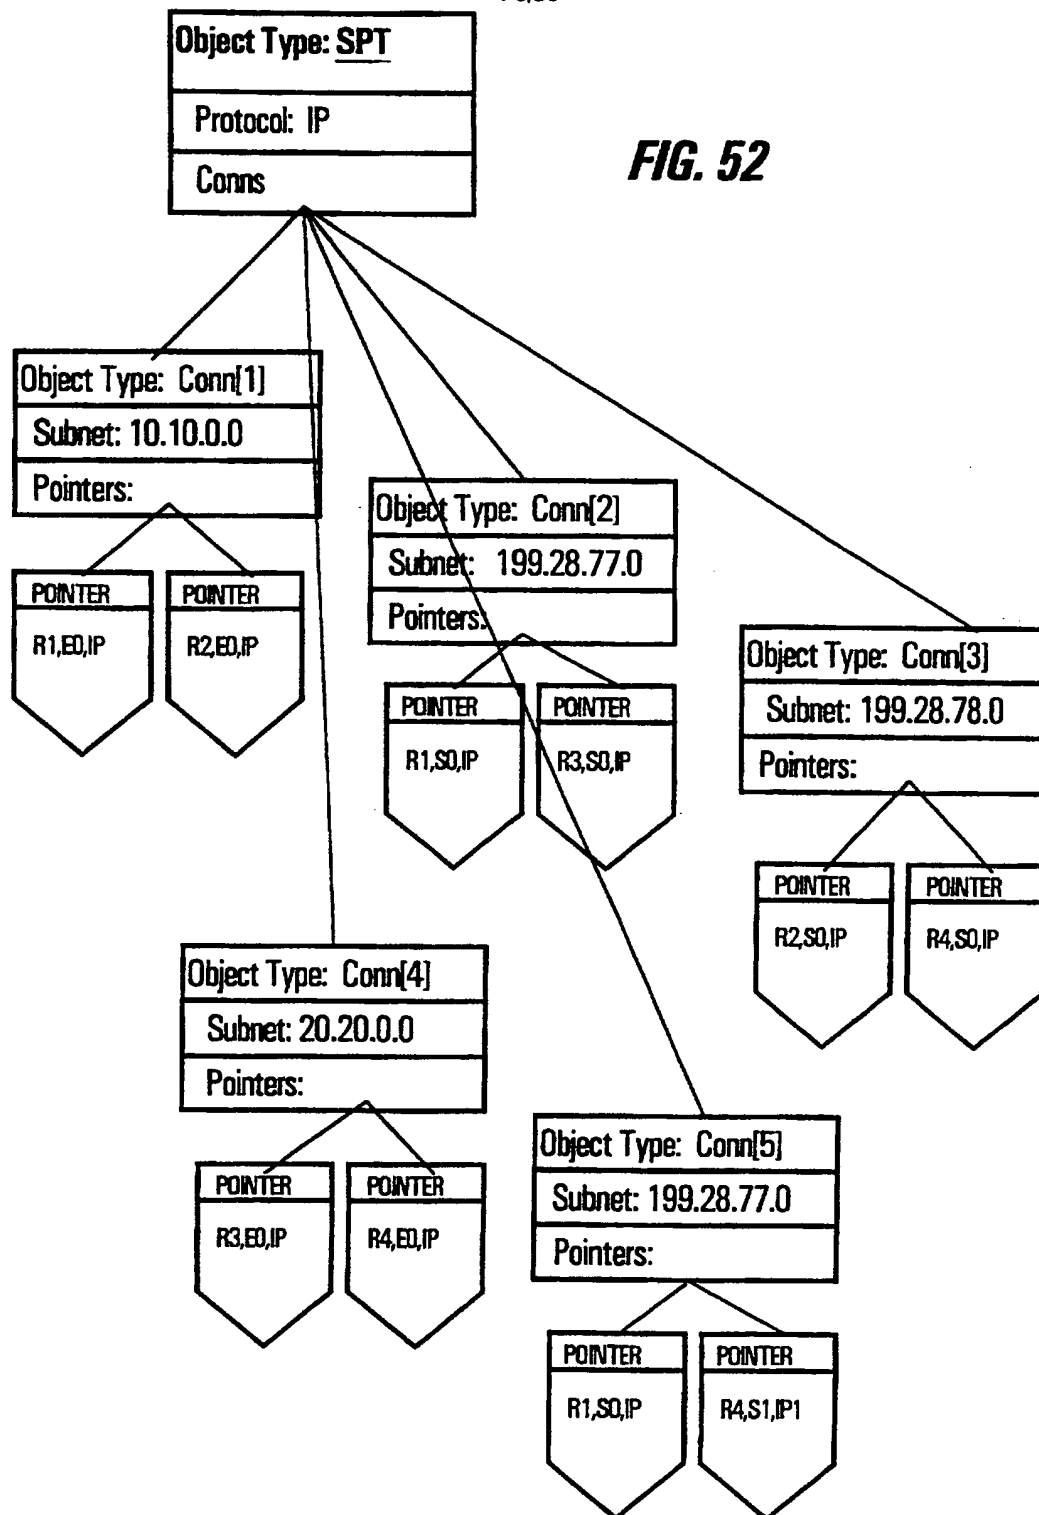 Object Type: SPT
Protocol: IP
Conns
FIG. 52
Object Type: Conn[1]
Subnet: 10.10.0.0
Pointers:
POINTER
R1,E0,IP
POINTER
R2,E0,IP
Object Type: Conn[2]
Subnet: 199.28.77.0
Pointers:
POINTER
R1,S0,IP
POINTER
R3,S0,IP
Object Type: Conn[3]
Subnet: 199.28.78.0
Pointers:
POINTER
R2,S0,IP
POINTER
R4,S0,IP
Object Type: Conn[4]
Subnet: 20.20.0.0
Pointers:
POINTER
R3,E0,IP
POINTER
R4,E0,IP
Object Type: Conn[5]
Subnet: 199.28.77.0
Pointers:
POINTER
R1,S0,IP
POINTER
R4,S1,IP1